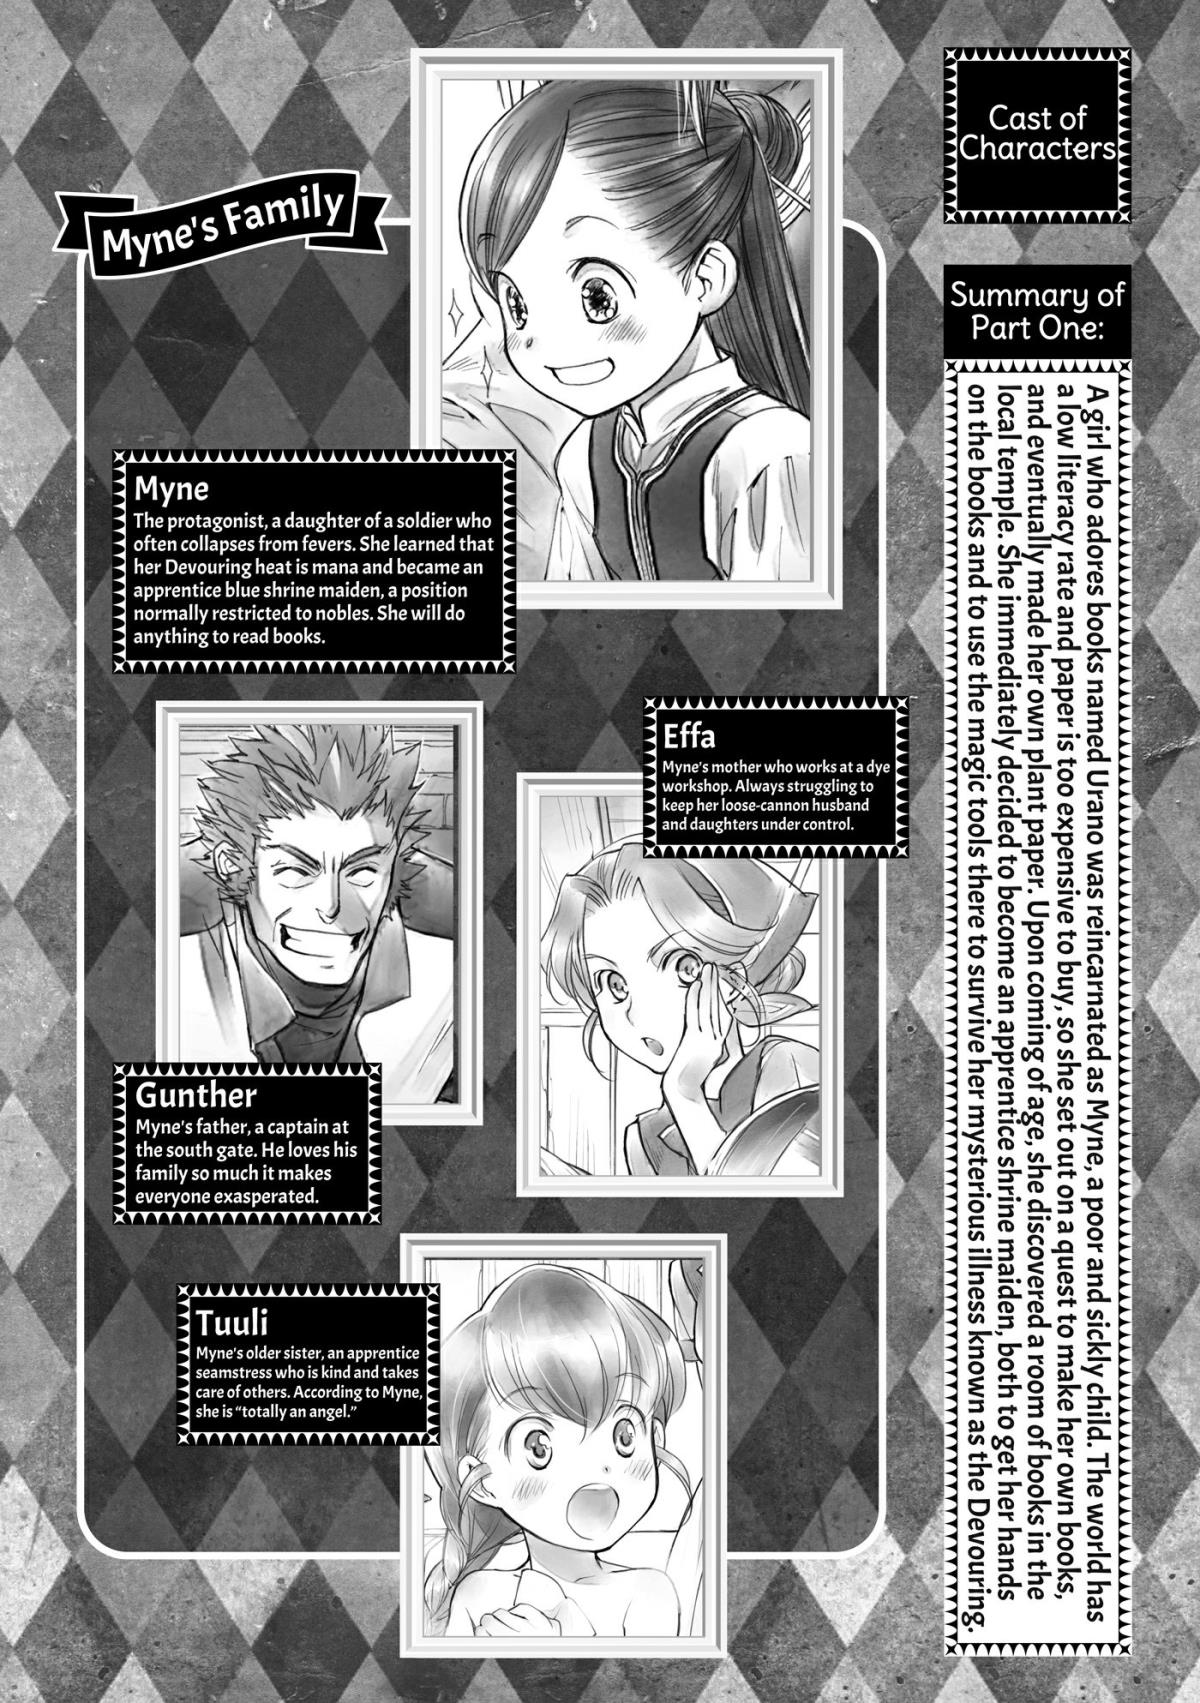 Cast of
Characters
Summary of
Part One:
A girl who adores books named Urano was reincarnated as Myne, a poor and sickly child. The world has
a low literacy rate and paper is too expensive to buy, so she set out on a quest to make her own books,
and eventually made her own plant paper. Upon coming of age, she discovered a room of books in the
local temple. She immediately decided to become an apprentice shrine maiden, both to get her hands
on the books and to use the magic tools there to survive her mysterious illness known as the Devouring.
Myne's Family
Myne
The protagonist, a daughter of a soldier who
often collapses from fevers. She learned that
her Devouring heat is mana and became an
apprentice blue shrine maiden, a position
normally restricted to nobles. She will do
anything to read books.
Effa
Myne's mother who works at a dye
workshop. Always struggling to
keep her loose-cannon husband
and daughters under control.
Gunther
Myne's father, a captain at
the south gate. He loves his
family so much it makes
everyone exasperated.
Tuuli
Myne's older sister, an apprentice
seamstress who is kind and takes
care of others. According to Myne,
she is “totally an angel.”